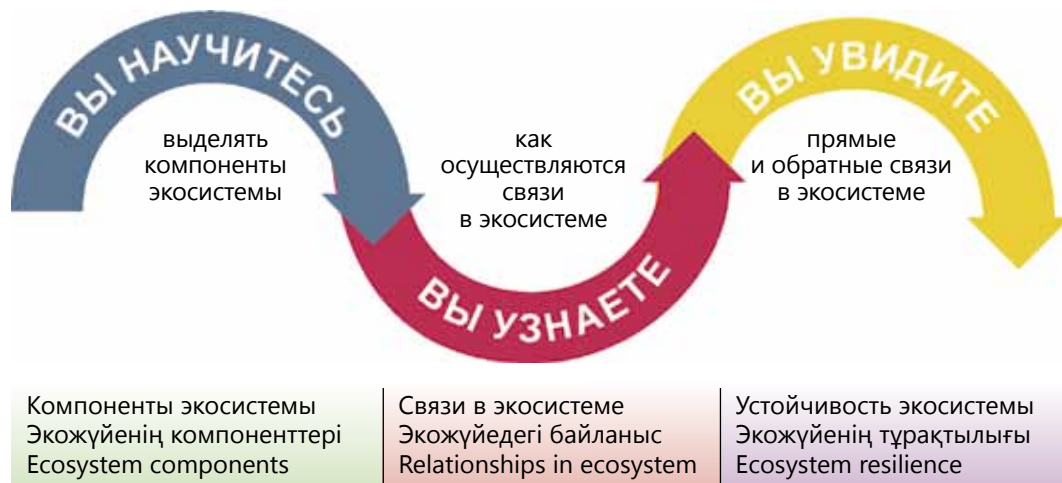 ВЫ НАУЧИТЕСЬ
выделять
компоненты
экосистемы
ВЫ УЗНАЕТЕ
как
осуществляются
связи
в экосистеме
ВЫ УВИДИТЕ
прямые
и обратные связи
в экосистеме
Компоненты экосистемы
Экожүйенің компоненттері
Ecosystem components
Связи в экосистеме
Экожүйедегі байланыс
Relationships in ecosystem
Устойчивость экосистемы
Экожүйенің тұрақтылығы
Ecosystem resilience